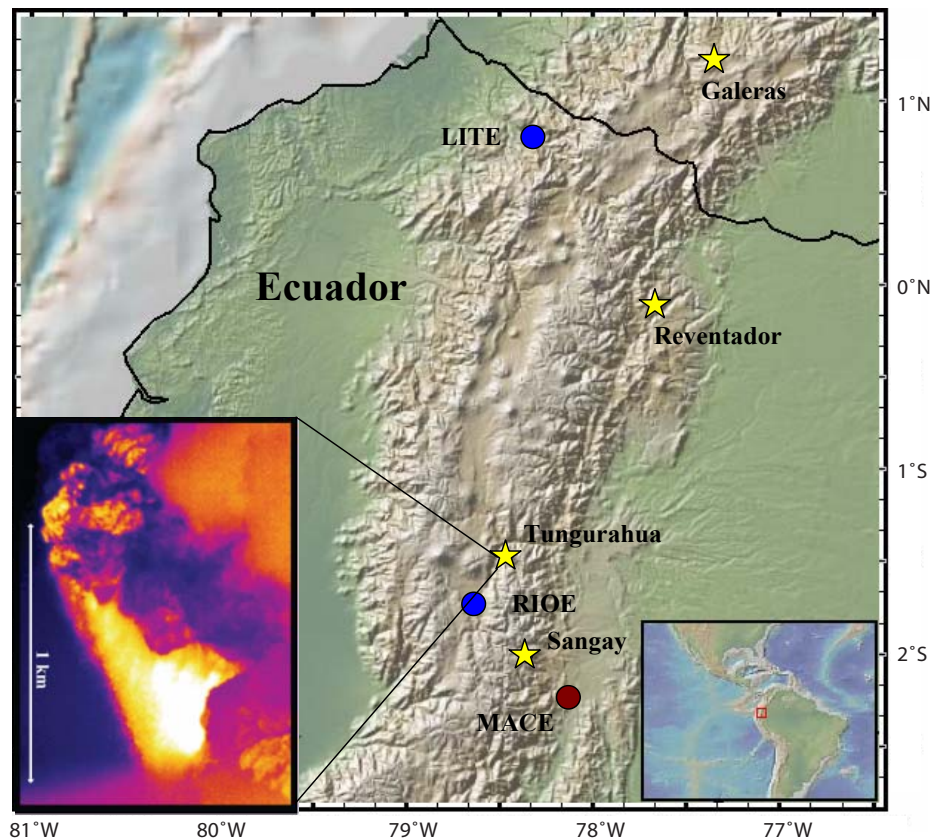 Galeras
1˚N
LITE
Ecuador
0˚N
Reventador
1˚S
Tungurahua
RIOE
1 km
Sangay
2˚S
MACE
81˚W
80˚W
79˚W
78˚W
77˚W